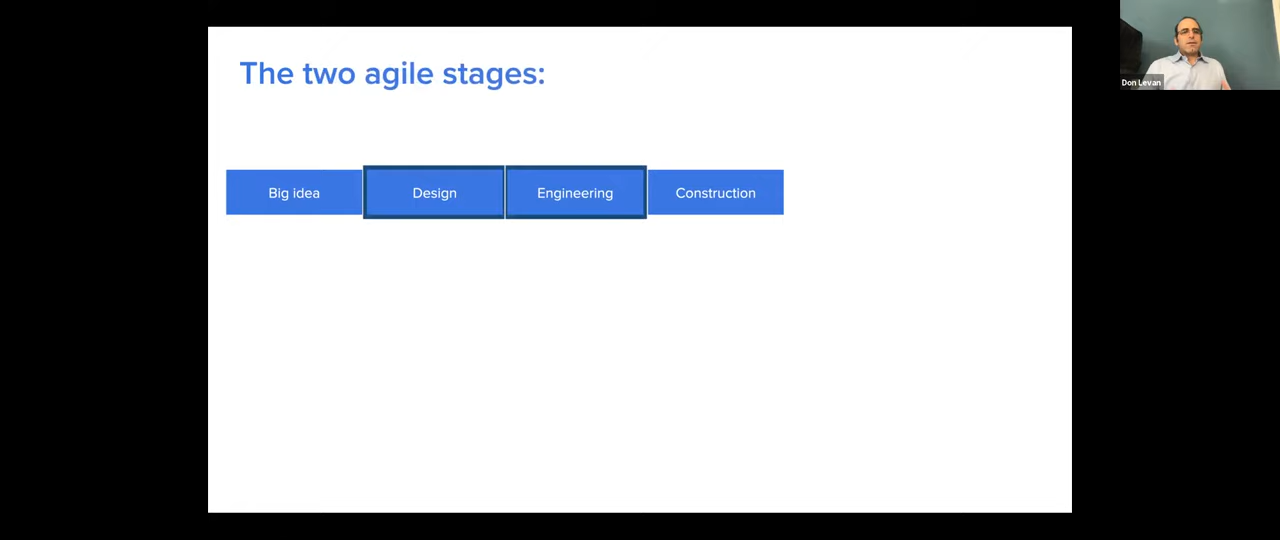 The two agile stages:
Big idea
Design
Engineering
Construction
Don Levan